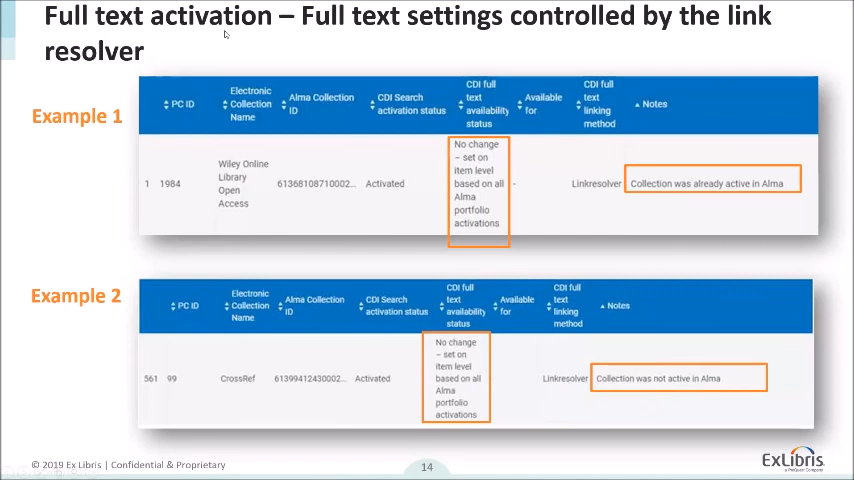 Full text activation – Full text settings controlled by the link
resolver
Example 1
PC ID
Electronic
Collection
Name
Alma Collection
ID
CDI Search
activation status
CDI full
text
availability
status
Available
for
CDI full
text
linking
method
Notes
1
1984
Wiley Online
Library
Open
Access
61368108710002...
Activated
No change
– set on
item level
based on all
Alma
portfolio
activations
-
Linkresolver
Collection was already active in Alma
Example 2
PC ID
Electronic
Collection
Name
Alma Collection
ID
CDI Search
activation status
CDI full
text
availability
status
Available
for
CDI full
text
linking
method
Notes
561
99
CrossRef
61399412430002...
Activated
No change
– set on
item level
based on all
Alma
portfolio
activations
Linkresolver
Collection was not active in Alma
© 2019 Ex Libris | Confidential & Proprietary
14
ExLibris
a ProQuest Company